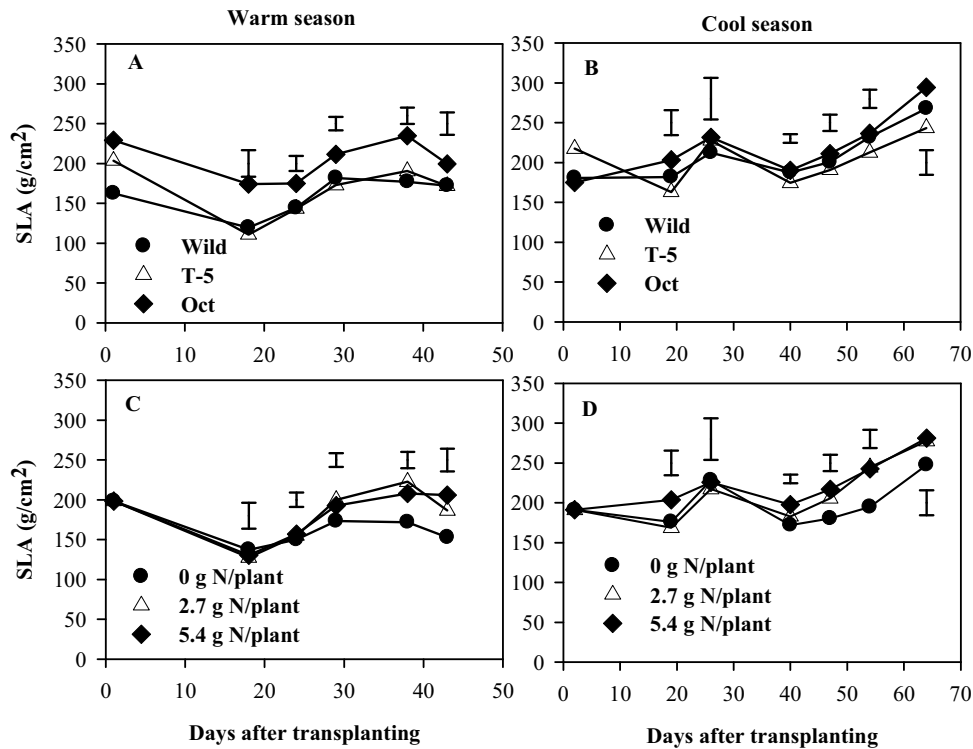 Warm season
Cool season
350
300
250
200
150
100
50
0
SLA (g/cm²)
A
Wild
T-5
Oct
0 10 20 30 40 50
350
300
250
200
150
100
50
0
SLA (g/cm²)
B
Wild
T-5
Oct
0 10 20 30 40 50 60 70
350
300
250
200
150
100
50
0
SLA (g/cm²)
C
0 g N/plant
2.7 g N/plant
5.4 g N/plant
0 10 20 30 40 50
Days after transplanting
350
300
250
200
150
100
50
0
D
0 g N/plant
2.7 g N/plant
5.4 g N/plant
0 10 20 30 40 50 60 70
Days after transplanting